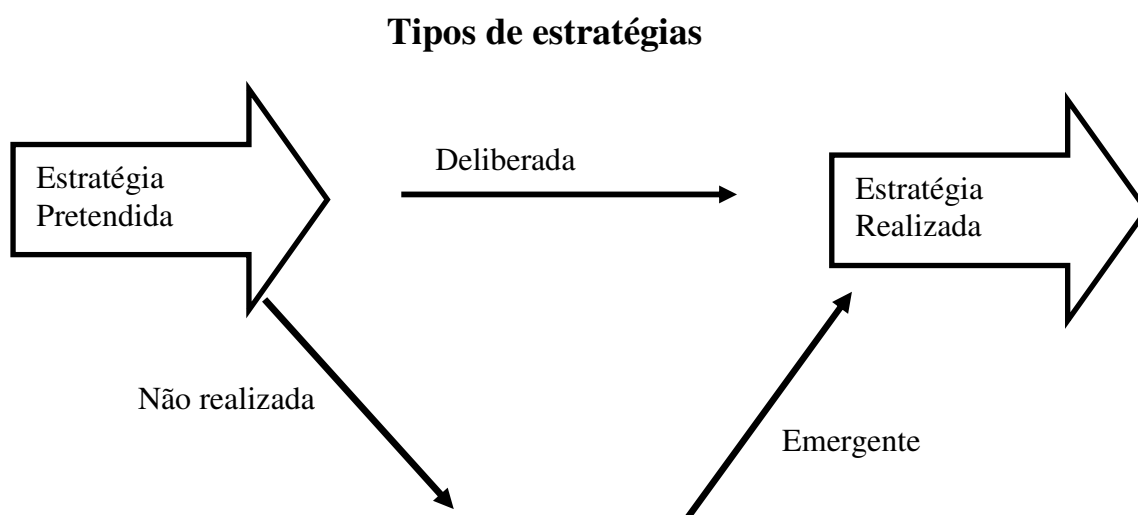 Tipos de estratégias
Deliberada
Estratégia
Pretendida
Estratégia
Realizada
Não realizada
Emergente